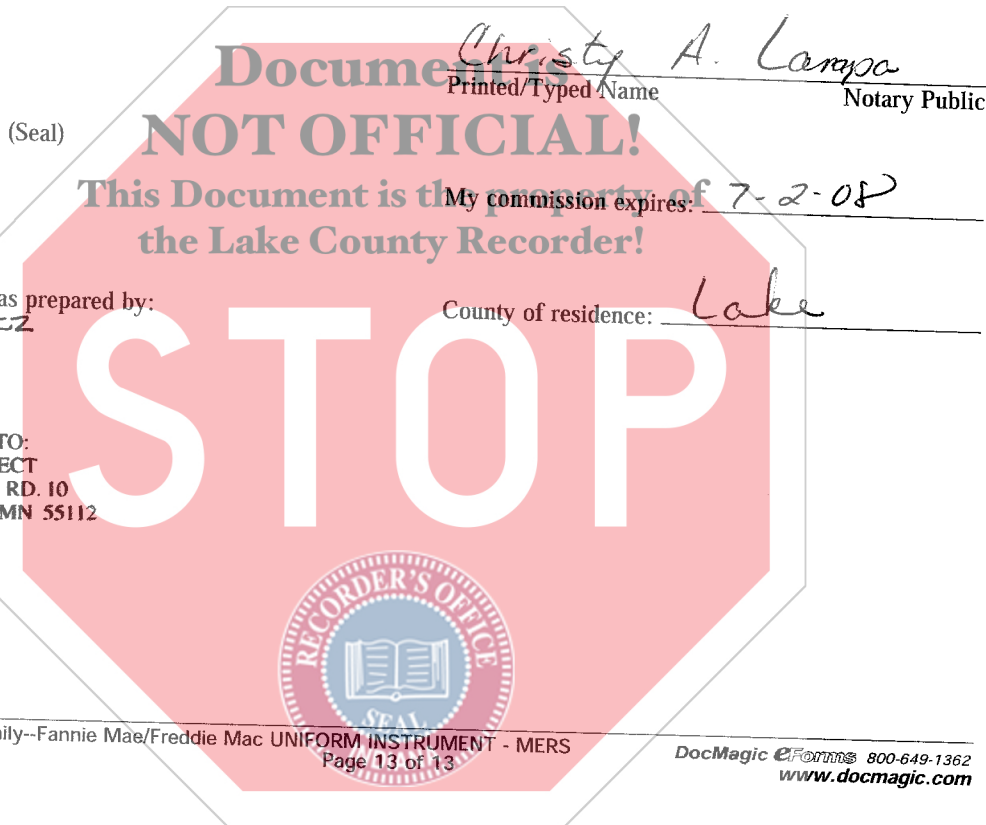 Christy A. Lampa
Printed/Typed Name
Notary Public
(Seal)
Document is
NOT OFFICIAL!
This Document is the property of
the Lake County Recorder!
My commission expires: 7-2-08
as prepared by:
County of residence: Lake
STOP
TO:
ECT
RD. 10
MN 55112
RECORDER'S OFFICE
SEAL
INDIANA
ily--Fannie Mae/Freddie Mac UNIFORM INSTRUMENT - MERS
Page 13 of 13
DocMagic eForms 800-649-1362
www.docmagic.com